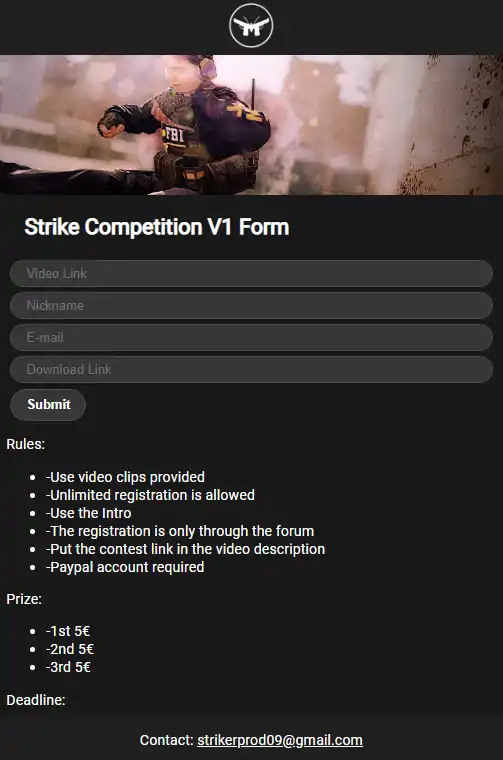 M
FBI
Strike Competition V1 Form
Video Link
Nickname
E-mail
Download Link
Submit
Rules:
-Use video clips provided
-Unlimited registration is allowed
-Use the Intro
-The registration is only through the forum
-Put the contest link in the video description
-Paypal account required
Prize:
-1st 5€
-2nd 5€
-3rd 5€
Deadline:
Contact: strikerprod09@gmail.com